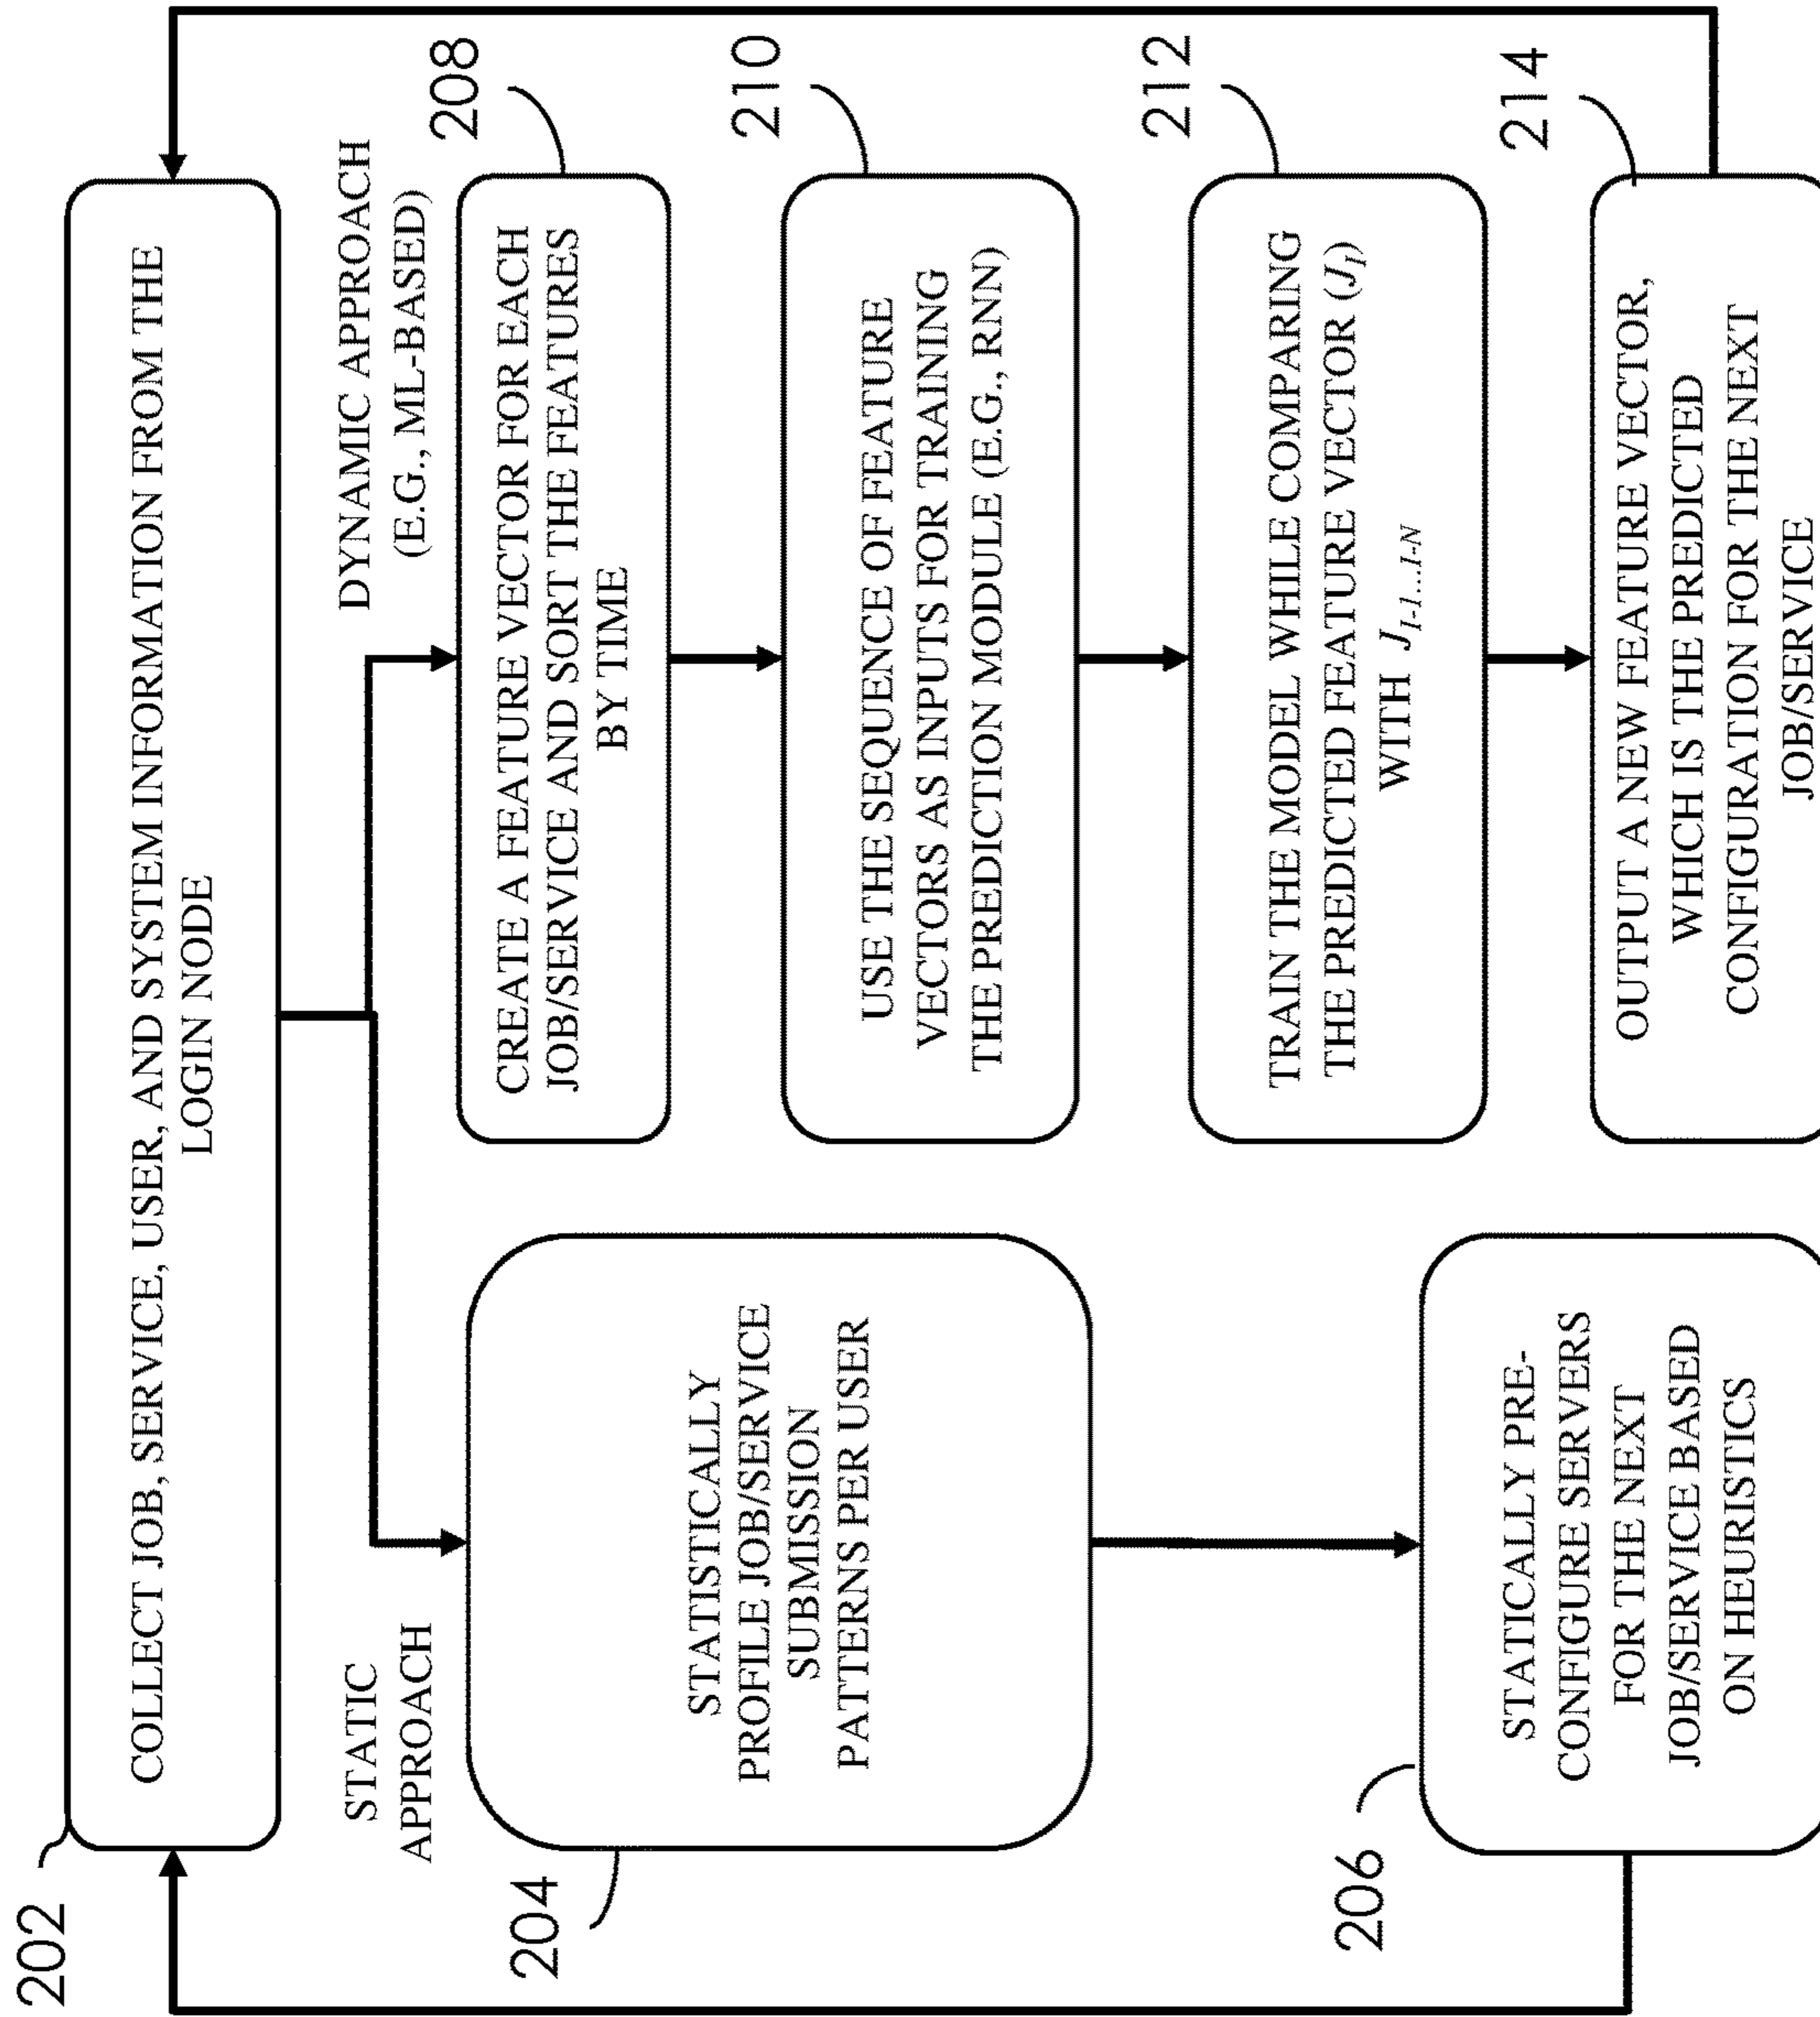 202
COLLECT JOB, SERVICE, USER, AND SYSTEM INFORMATION FROM THE
LOGIN NODE
STATIC
APPROACH
204
STATISTICALLY
PROFILE JOB/SERVICE
SUBMISSION
PATTERNS PER USER
206
STATICALLY PRE-
CONFIGURE SERVERS
FOR THE NEXT
JOB/SERVICE BASED
ON HEURISTICS
DYNAMIC APPROACH
(E.G., ML-BASED)
208
CREATE A FEATURE VECTOR FOR EACH
JOB/SERVICE AND SORT THE FEATURES
BY TIME
210
USE THE SEQUENCE OF FEATURE
VECTORS AS INPUTS FOR TRAINING
THE PREDICTION MODULE (E.G., RNN)
212
TRAIN THE MODEL WHILE COMPARING
THE PREDICTED FEATURE VECTOR (J_I)
WITH J_{I-1...I-N}
214
OUTPUT A NEW FEATURE VECTOR,
WHICH IS THE PREDICTED
CONFIGURATION FOR THE NEXT
JOB/SERVICE